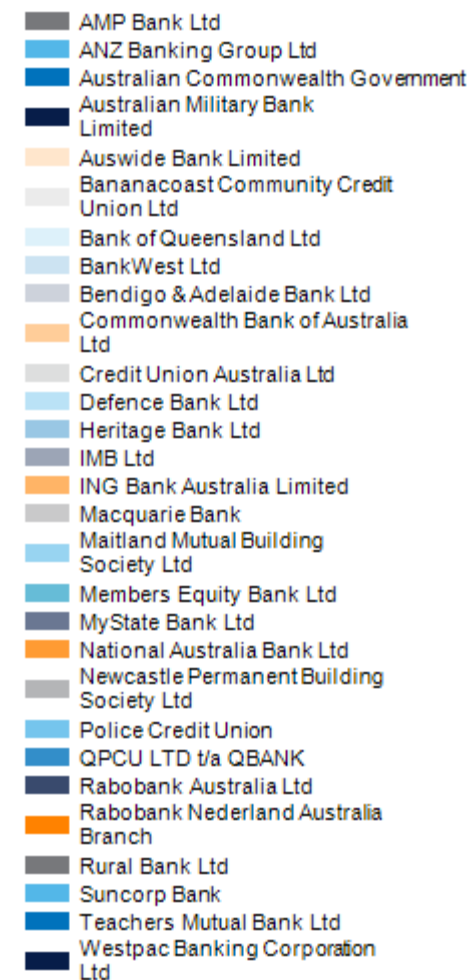 AMP Bank Ltd
ANZ Banking Group Ltd
Australian Commonwealth Government
Australian Military Bank
Limited
Auswide Bank Limited
Bananacoast Community Credit
Union Ltd
Bank of Queensland Ltd
BankWest Ltd
Bendigo & Adelaide Bank Ltd
Commonwealth Bank of Australia
Ltd
Credit Union Australia Ltd
Defence Bank Ltd
Heritage Bank Ltd
IMB Ltd
ING Bank Australia Limited
Macquarie Bank
Maitland Mutual Building
Society Ltd
Members Equity Bank Ltd
MyState Bank Ltd
National Australia Bank Ltd
Newcastle Permanent Building
Society Ltd
Police Credit Union
QPCU LTD t/a QBANK
Rabobank Australia Ltd
Rabobank Nederland Australia
Branch
Rural Bank Ltd
Suncorp Bank
Teachers Mutual Bank Ltd
Westpac Banking Corporation
Ltd